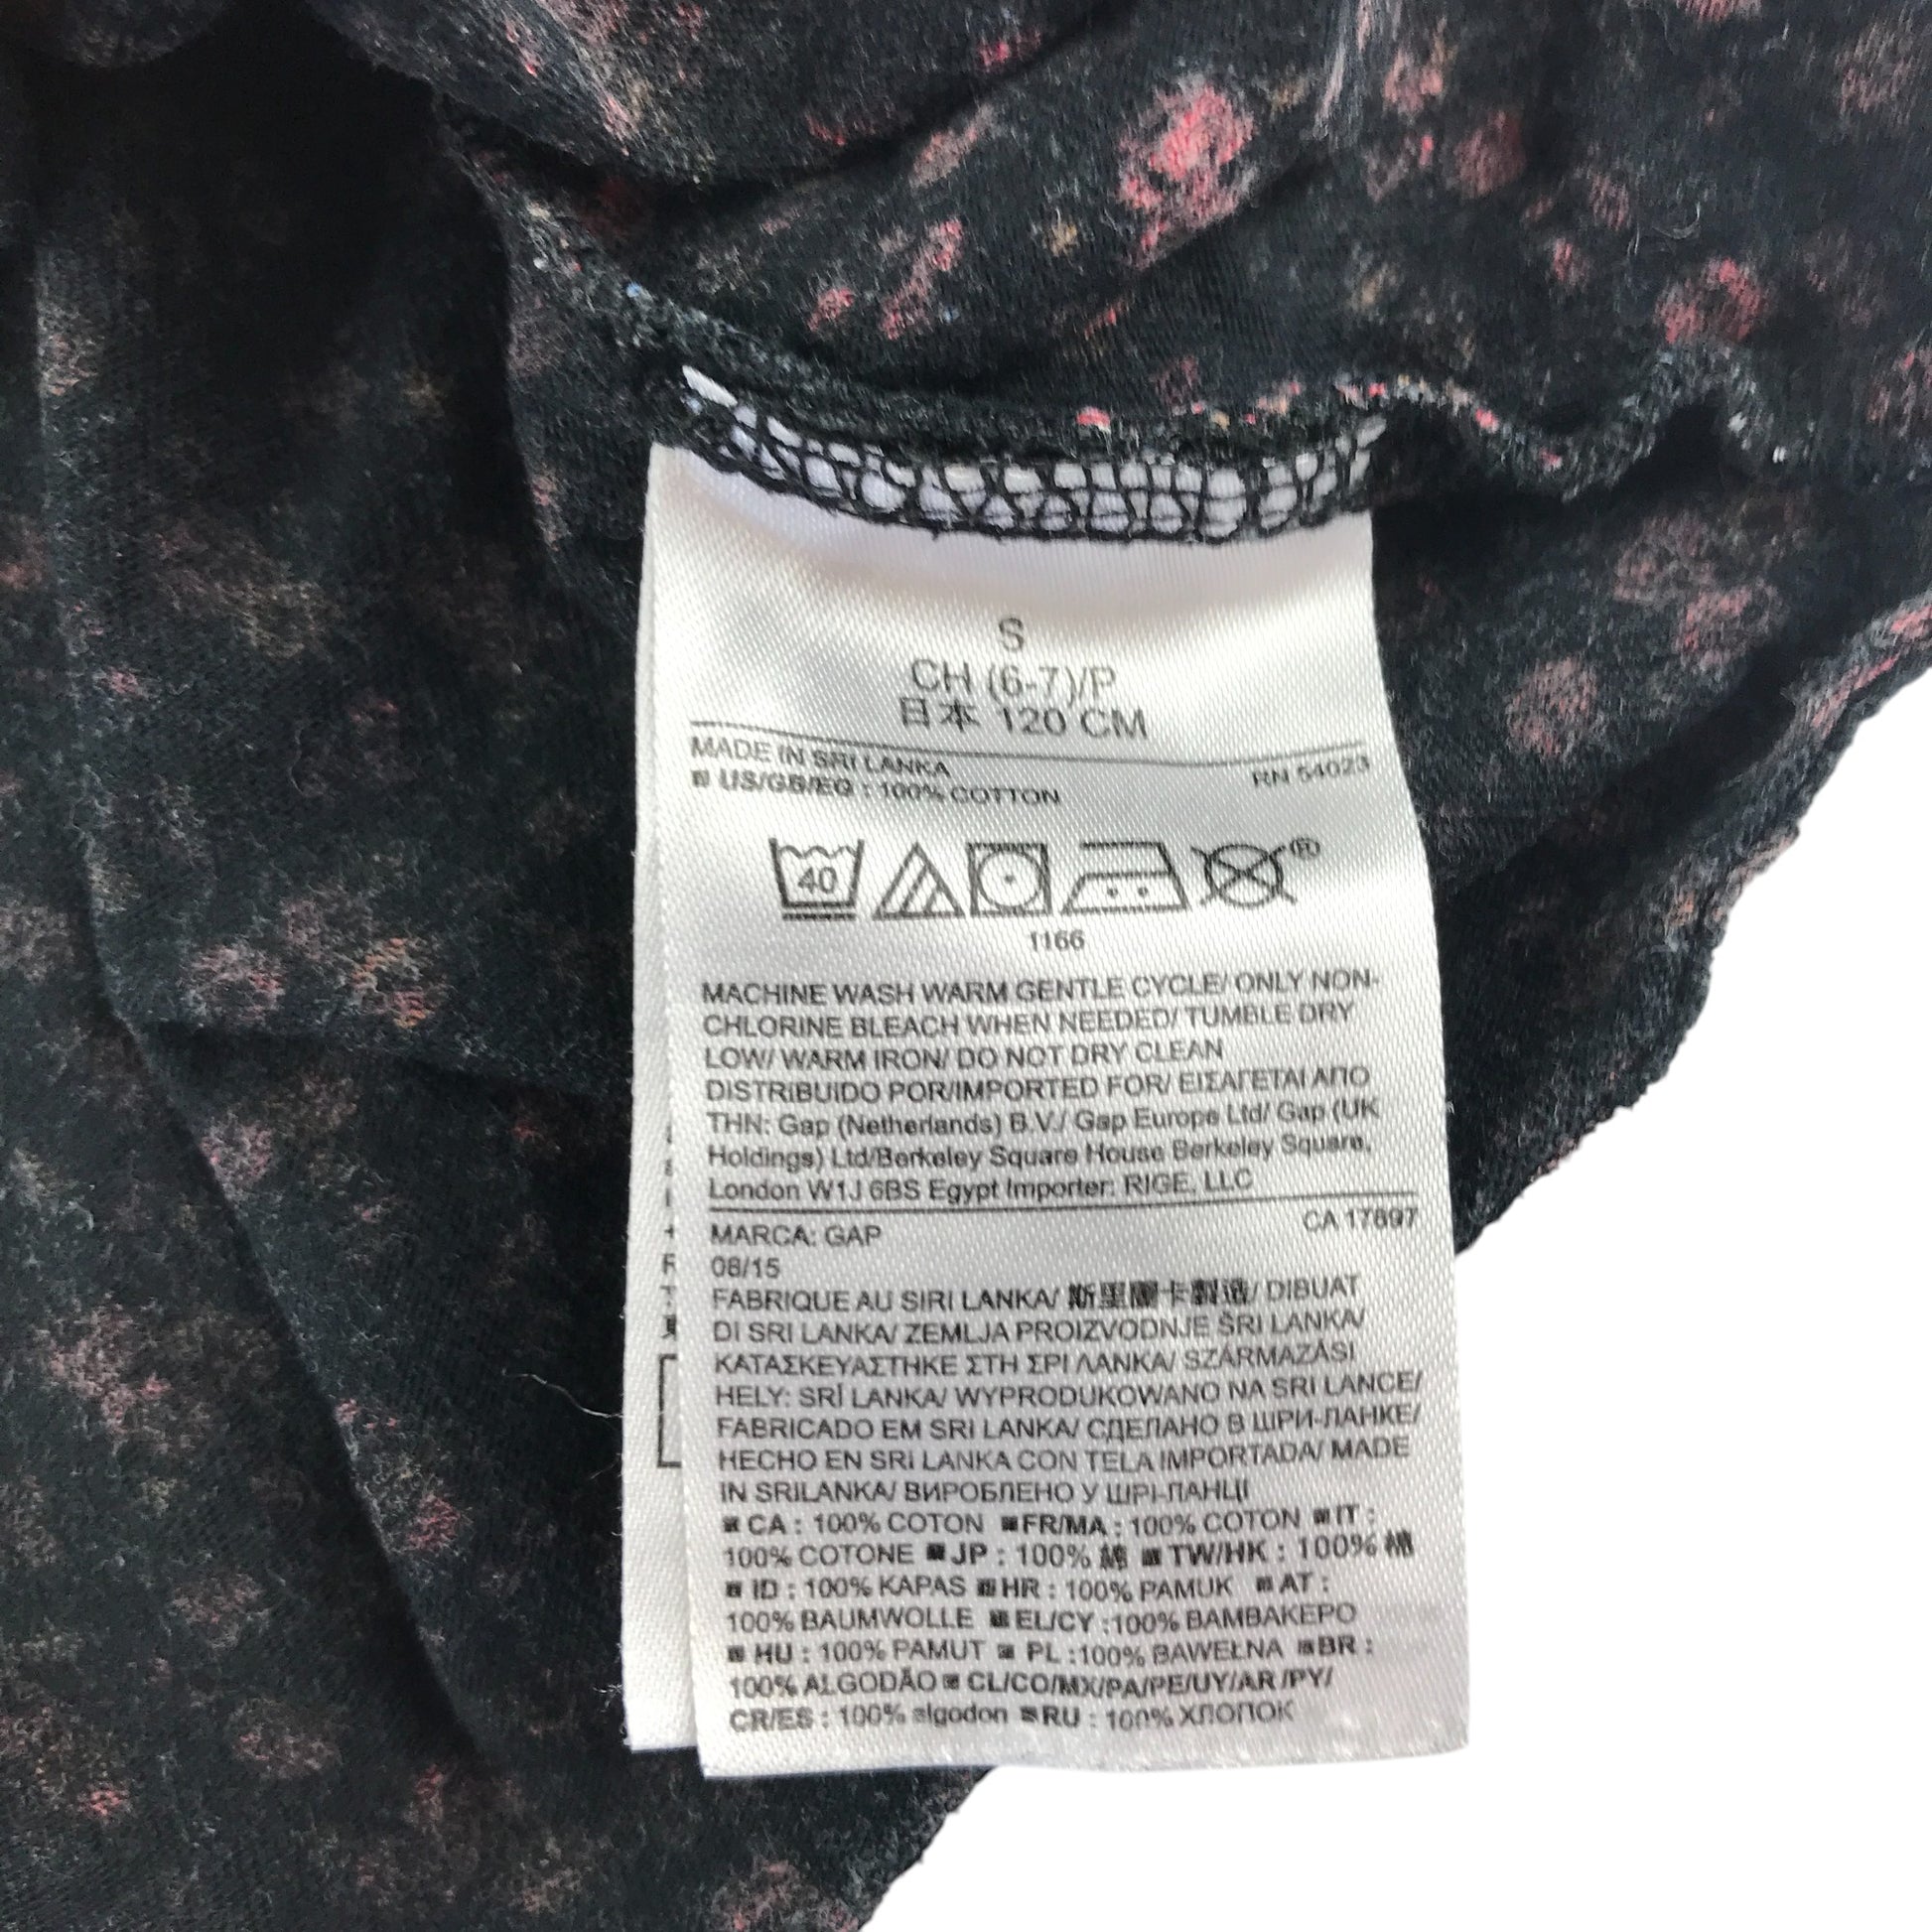 S
CH (6-7)/P
日本 120 CM
MADE IN SRI LANKA
RN 54023
US/GB/EG : 100% COTTON
40
®
1166
MACHINE WASH WARM GENTLE CYCLE/ ONLY NON-
CHLORINE BLEACH WHEN NEEDED/ TUMBLE DRY
LOW/ WARM IRON/ DO NOT DRY CLEAN
DISTRIBUIDO POR/IMPORTED FOR/ ΕΙΣΑΓΕΤΑΙ ΑΠΟ
ΤΗΝ: Gap (Netherlands) B.V./ Gap Europe Ltd/ Gap (UK
Holdings) Ltd/Berkeley Square House Berkeley Square,
London W1J 6BS Egypt Importer: RIGE, LLC
CA 17897
MARCA: GAP
08/15
FABRIQUE AU SIRI LANKA/ 斯里蘭卡製造/ DIBUAT
DI SRI LANKA/ ZEMLJA PROIZVODNJE ŠRI LANKA/
ΚΑΤΑΣΚΕΥΑΣΤΗΚΕ ΣΤΗ ΣΡΙ ΛΑΝΚΑ/ SZÁRMAZÁSI
HELY: SRÍ LANKA/ WYPRODUKOWANO NA SRI LANCE/
FABRICADO EM SRI LANKA/ СДЕЛАНО В ШРИ-ЛАНКЕ/
HECHO EN SRI LANKA CON TELA IMPORTADA/ MADE
IN SRILANKA/ ВИРОБЛЕНО У ШРІ-ЛАНЦІ
CA : 100% COTON FR/MA : 100% COTON IT :
100% COTONE JP : 100% 綿 TW/HK : 100% 棉
ID : 100% KAPAS HR : 100% PAMUK AT :
100% BAUMWOLLE EL/CY :100% ΒΑΜΒΑΚΕΡΟ
HU : 100% PAMUT PL :100% BAWEŁNA BR :
100% ALGODÃO CL/CO/MX/PA/PE/UY/AR /PY/
CR/ES : 100% algodon RU : 100% ХЛОПОК